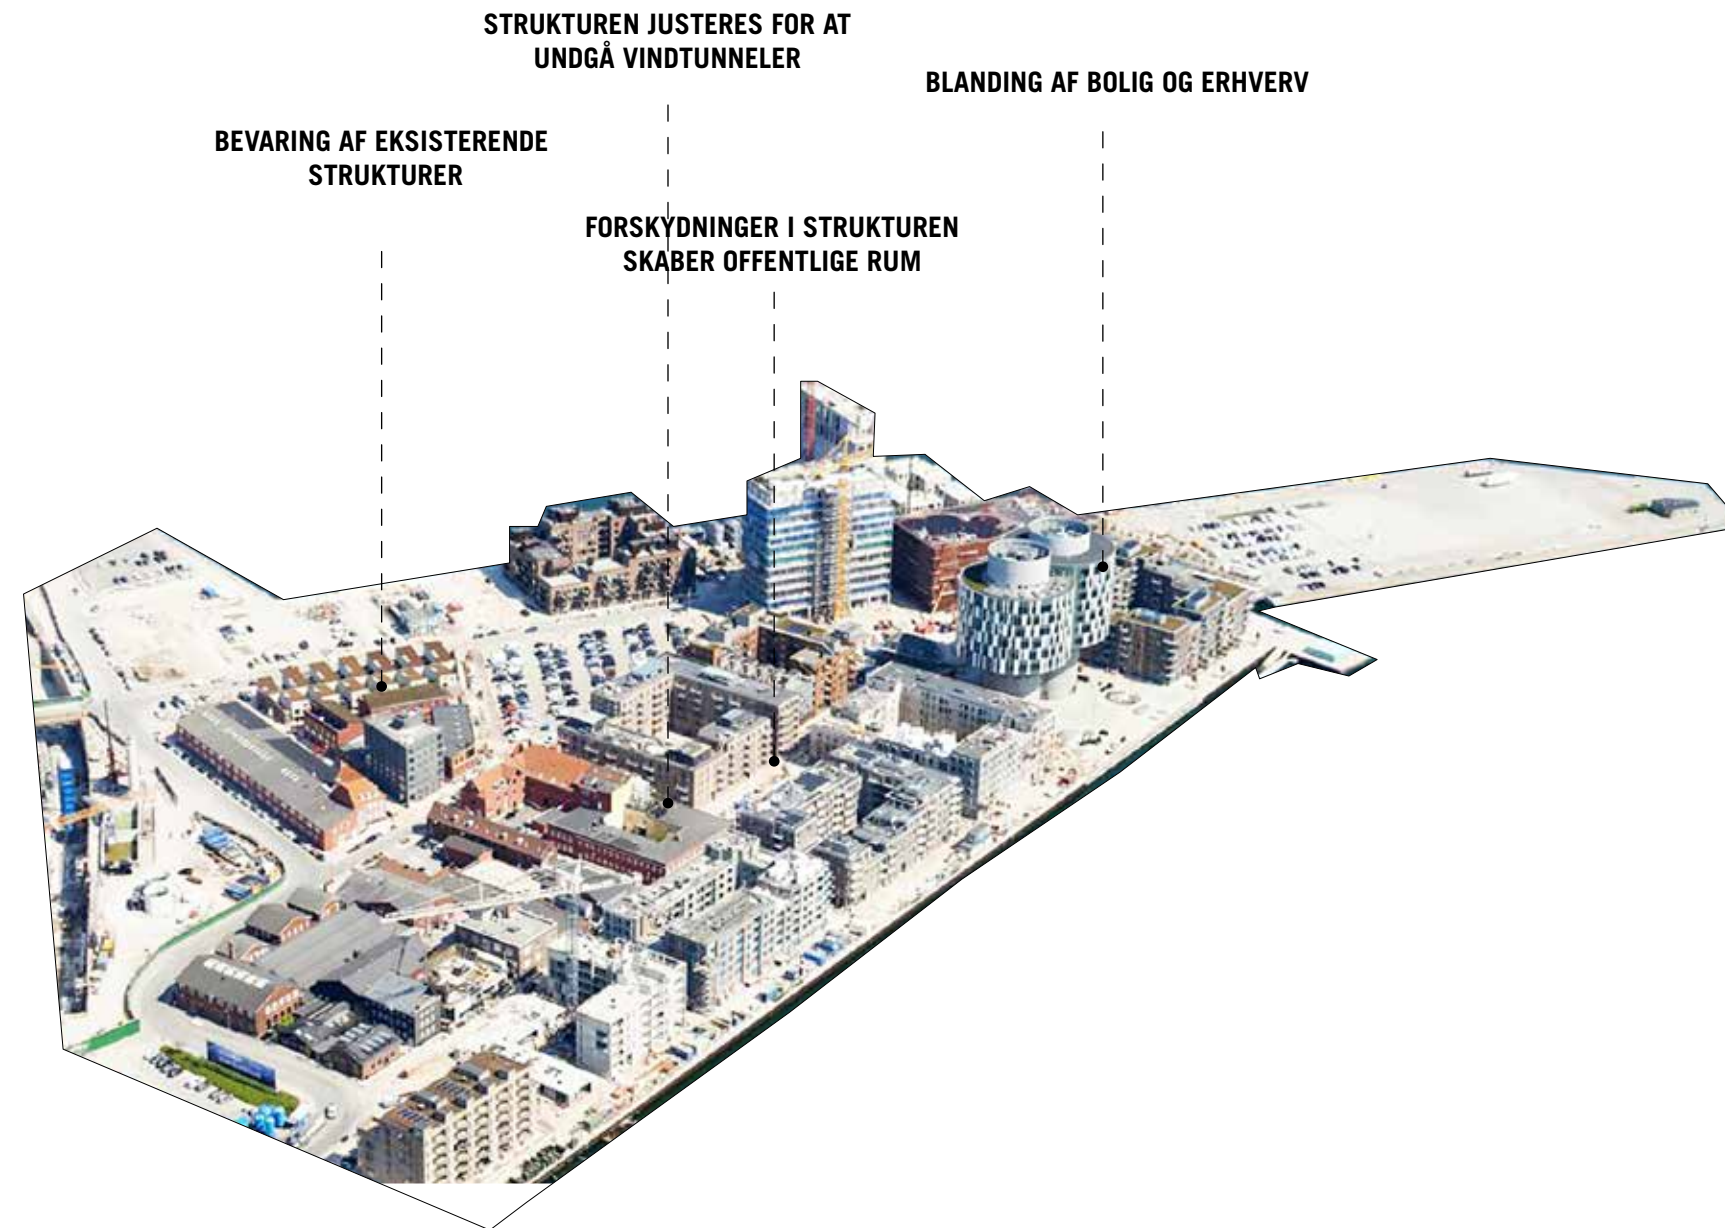 STRUKTUREN JUSTERES FOR AT
UNDGÅ VINDTUNNELER
BLANDING AF BOLIG OG ERHVERV
BEVARING AF EKSISTERENDE
STRUKTURER
FORSKYDNINGER I STRUKTUREN
SKABER OFFENTLIGE RUM